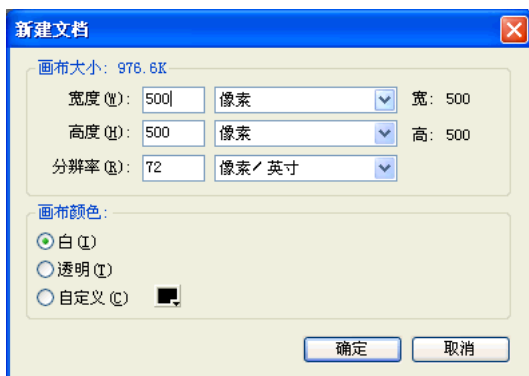 新建文档
画布大小: 976.6K
宽度(W): 500 像素 宽: 500
高度(H): 500 像素 高: 500
分辨率(R): 72 像素/英寸
画布颜色:
白(I)
透明(T)
自定义(C)
确定 取消